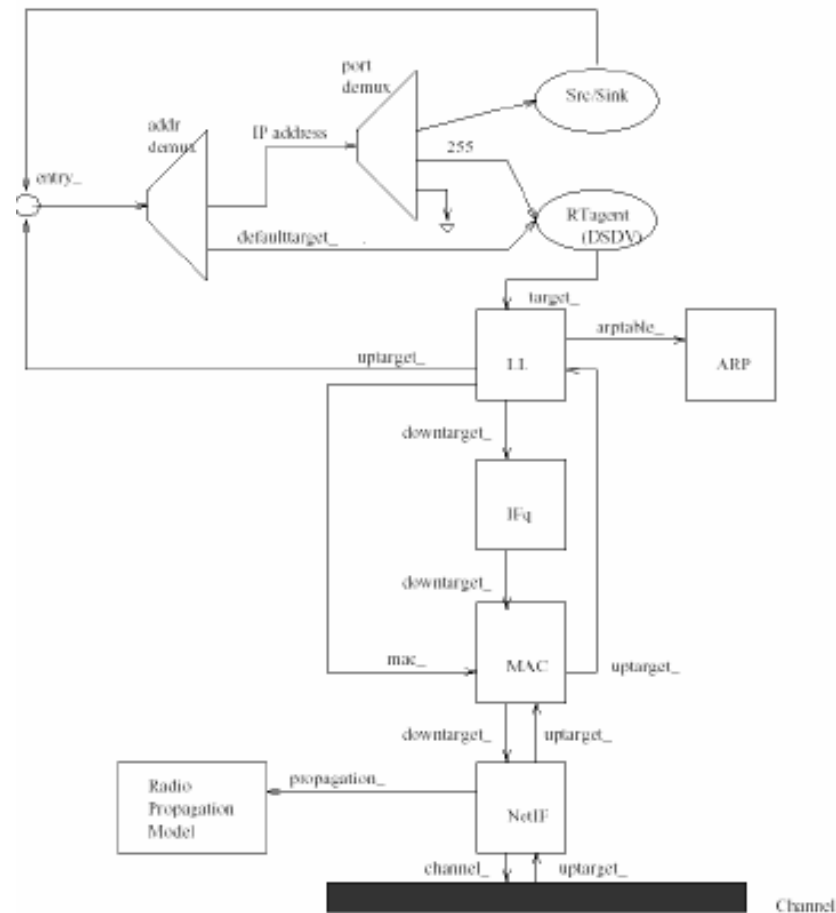 port
demux
Src/Sink
addr
demux
IP address
255
entry_
RTagent
(DSDV)
defaulttarget_
target_
arptable_
uptarget_
LL
ARP
downtarget_
IFq
downtarget_
mac_
MAC
uptarget_
downtarget_
uptarget_
propagation_
Radio
Propagation
Model
NetIF
channel_
uptarget_
Channel